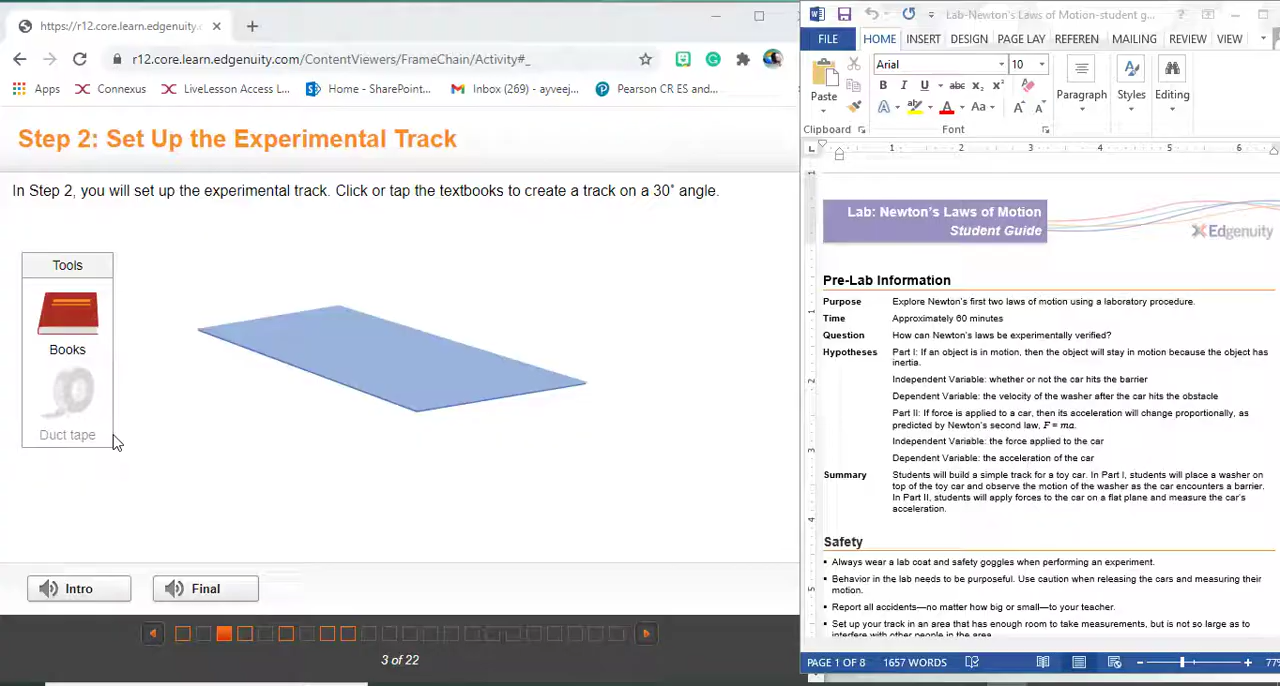 https://r12.core.learn.edgenuity.c
r12.core.learn.edgenuity.com/ContentViewers/FrameChain/Activity#_
Apps Connexus LiveLesson Access L... Home - SharePoint... Inbox (269) - ayveej... Pearson CR ES and...
Step 2: Set Up the Experimental Track
In Step 2, you will set up the experimental track. Click or tap the textbooks to create a track on a 30˚ angle.
Tools
Books
Duct tape
Intro Final
3 of 22
Lab-Newton's Laws of Motion-student g...
FILE HOME INSERT DESIGN PAGE LAY REFEREN MAILING REVIEW VIEW
Arial 10
Paste Paragraph Styles Editing
Clipboard Font
Lab: Newton's Laws of Motion
Student Guide
Edgenuity
Pre-Lab Information
Purpose Explore Newton's first two laws of motion using a laboratory procedure.
Time Approximately 60 minutes
Question How can Newton's laws be experimentally verified?
Hypotheses Part I: If an object is in motion, then the object will stay in motion because the object has
inertia.
Independent Variable: whether or not the car hits the barrier
Dependent Variable: the velocity of the washer after the car hits the obstacle
Part II: If force is applied to a car, then its acceleration will change proportionally, as
predicted by Newton's second law, F = ma.
Independent Variable: the force applied to the car
Dependent Variable: the acceleration of the car
Summary Students will build a simple track for a toy car. In Part I, students will place a washer on
top of the toy car and observe the motion of the washer as the car encounters a barrier.
In Part II, students will apply forces to the car on a flat plane and measure the car's
acceleration.
Safety
▪ Always wear a lab coat and safety goggles when performing an experiment.
▪ Behavior in the lab needs to be purposeful. Use caution when releasing the cars and measuring their
motion.
▪ Report all accidents—no matter how big or small—to your teacher.
▪ Set up your track in an area that has enough room to take measurements, but is not so large as to
interfere with other people in the area.
PAGE 1 OF 8 1657 WORDS 77%